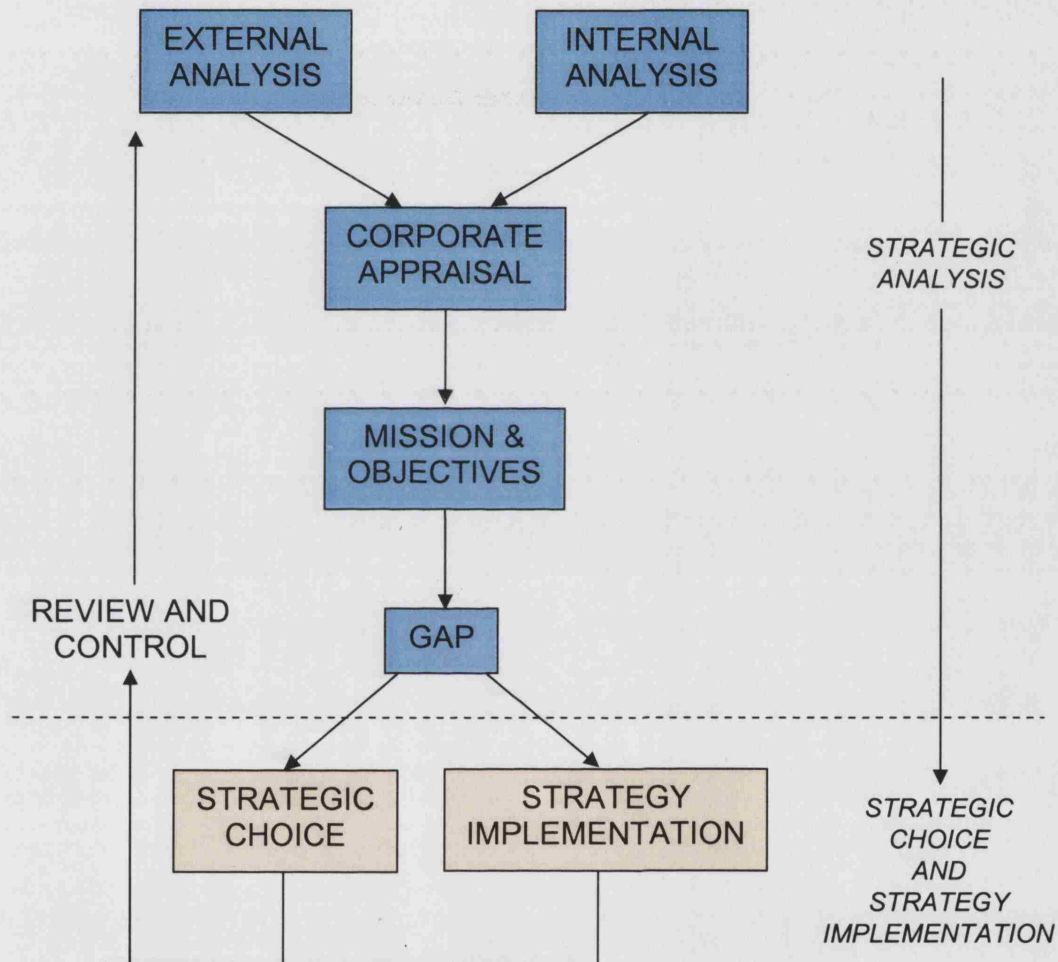 EXTERNAL
ANALYSIS
INTERNAL
ANALYSIS
CORPORATE
APPRAISAL
STRATEGIC
ANALYSIS
MISSION &
OBJECTIVES
REVIEW AND
CONTROL
GAP
STRATEGIC
CHOICE
STRATEGY
IMPLEMENTATION
STRATEGIC
CHOICE
AND
STRATEGY
IMPLEMENTATION